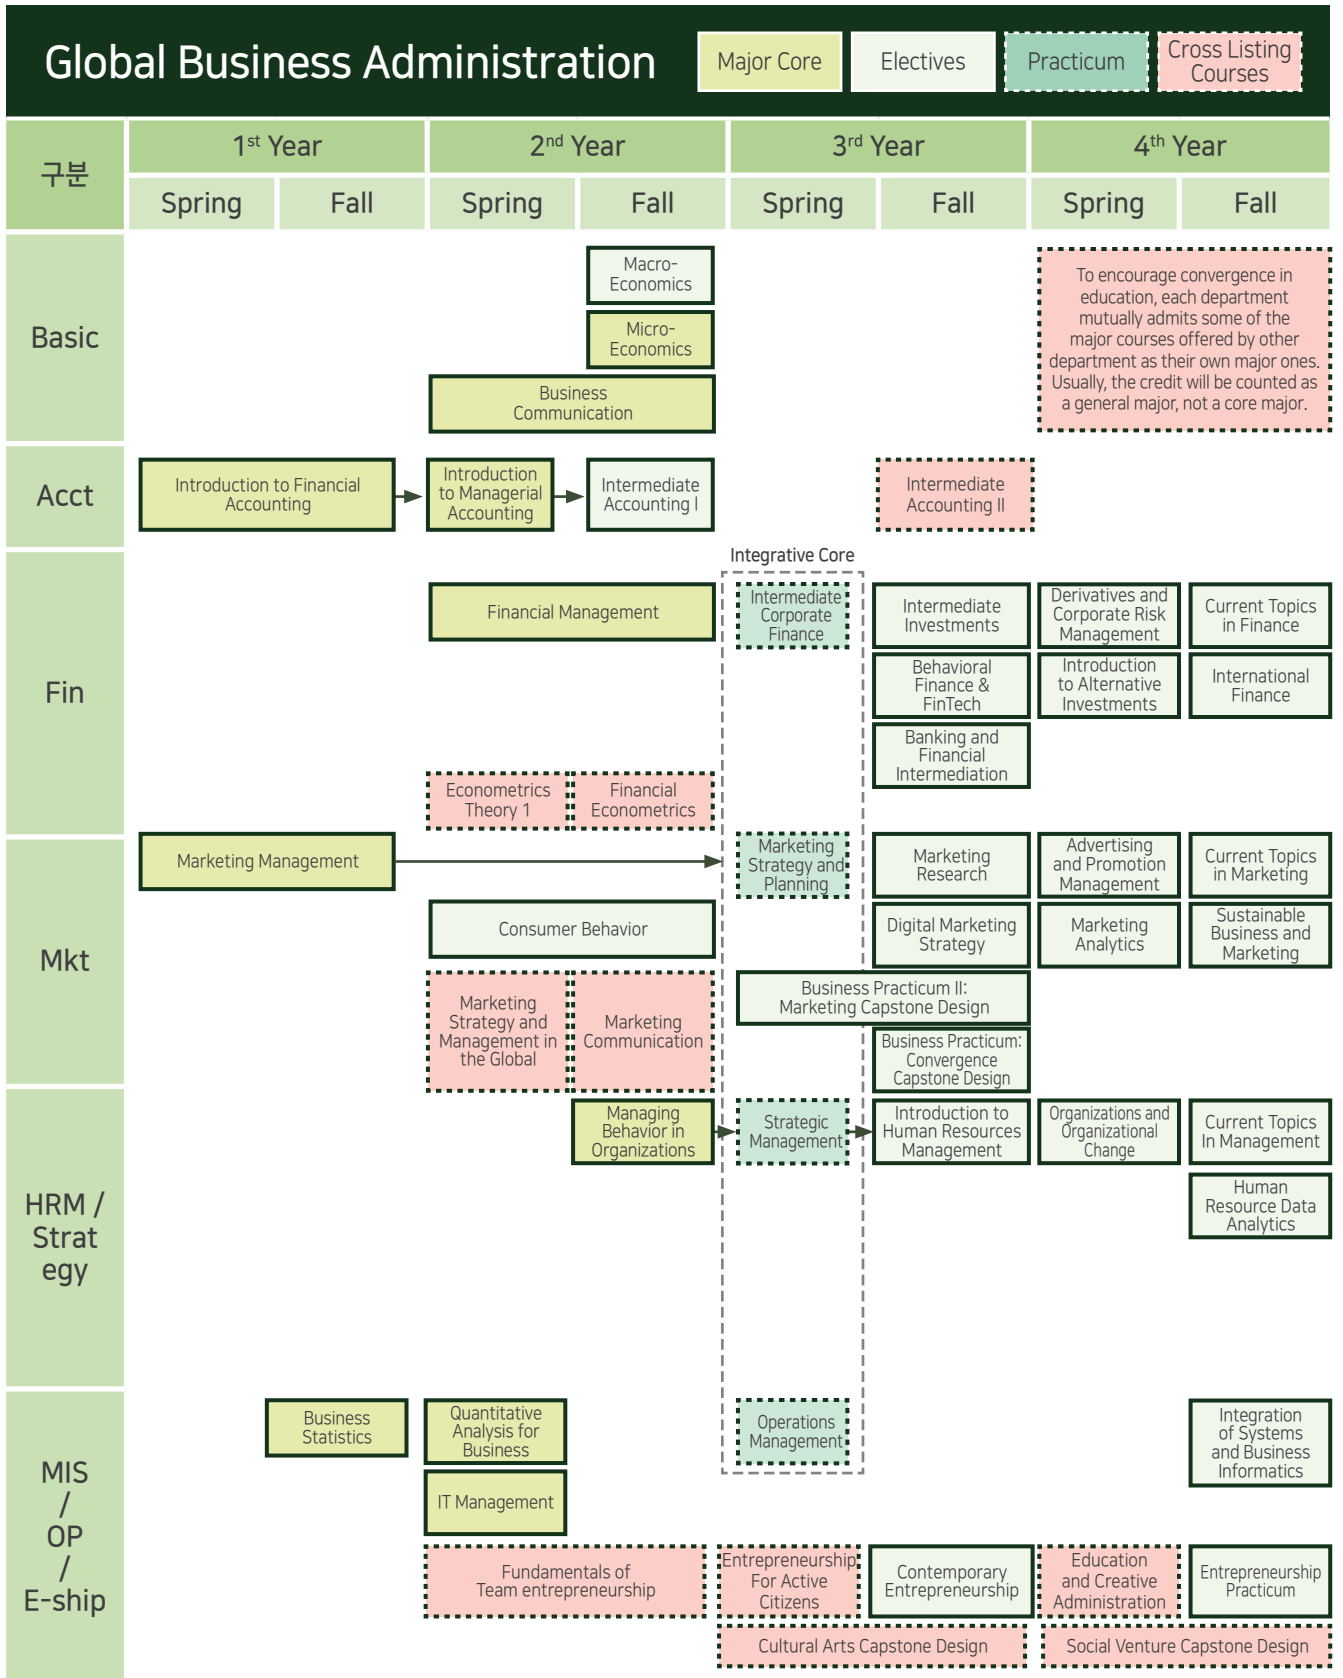 Global Business Administration
Major Core
Electives
Practicum
Cross Listing
Courses
구분
1st Year
2nd Year
3rd Year
4th Year
Spring
Fall
Spring
Fall
Spring
Fall
Spring
Fall
Basic
Macro-
Economics
Micro-
Economics
Business
Communication
To encourage convergence in
education, each department
mutually admits some of the
major courses offered by other
department as their own major ones.
Usually, the credit will be counted as
a general major, not a core major.
Acct
Introduction to Financial
Accounting
Introduction
to Managerial
Accounting
Intermediate
Accounting I
Intermediate
Accounting II
Integrative Core
Fin
Financial Management
Intermediate
Corporate
Finance
Intermediate
Investments
Derivatives and
Corporate Risk
Management
Current Topics
in Finance
Behavioral
Finance &
FinTech
Introduction
to Alternative
Investments
International
Finance
Banking and
Financial
Intermediation
Econometrics
Theory 1
Financial
Econometrics
Mkt
Marketing Management
Marketing
Strategy and
Planning
Marketing
Research
Advertising
and Promotion
Management
Current Topics
in Marketing
Consumer Behavior
Digital Marketing
Strategy
Marketing
Analytics
Sustainable
Business and
Marketing
Marketing
Strategy and
Management in
the Global
Marketing
Communication
Business Practicum II:
Marketing Capstone Design
Business Practicum:
Convergence
Capstone Design
HRM /
Strat
egy
Managing
Behavior in
Organizations
Strategic
Management
Introduction to
Human Resources
Management
Organizations and
Organizational
Change
Current Topics
In Management
Human
Resource Data
Analytics
MIS
/
OP
/
E-ship
Business
Statistics
Quantitative
Analysis for
Business
Operations
Management
Integration
of Systems
and Business
Informatics
IT Management
Fundamentals of
Team entrepreneurship
Entrepreneurship
For Active
Citizens
Contemporary
Entrepreneurship
Education
and Creative
Administration
Entrepreneurship
Practicum
Cultural Arts Capstone Design
Social Venture Capstone Design